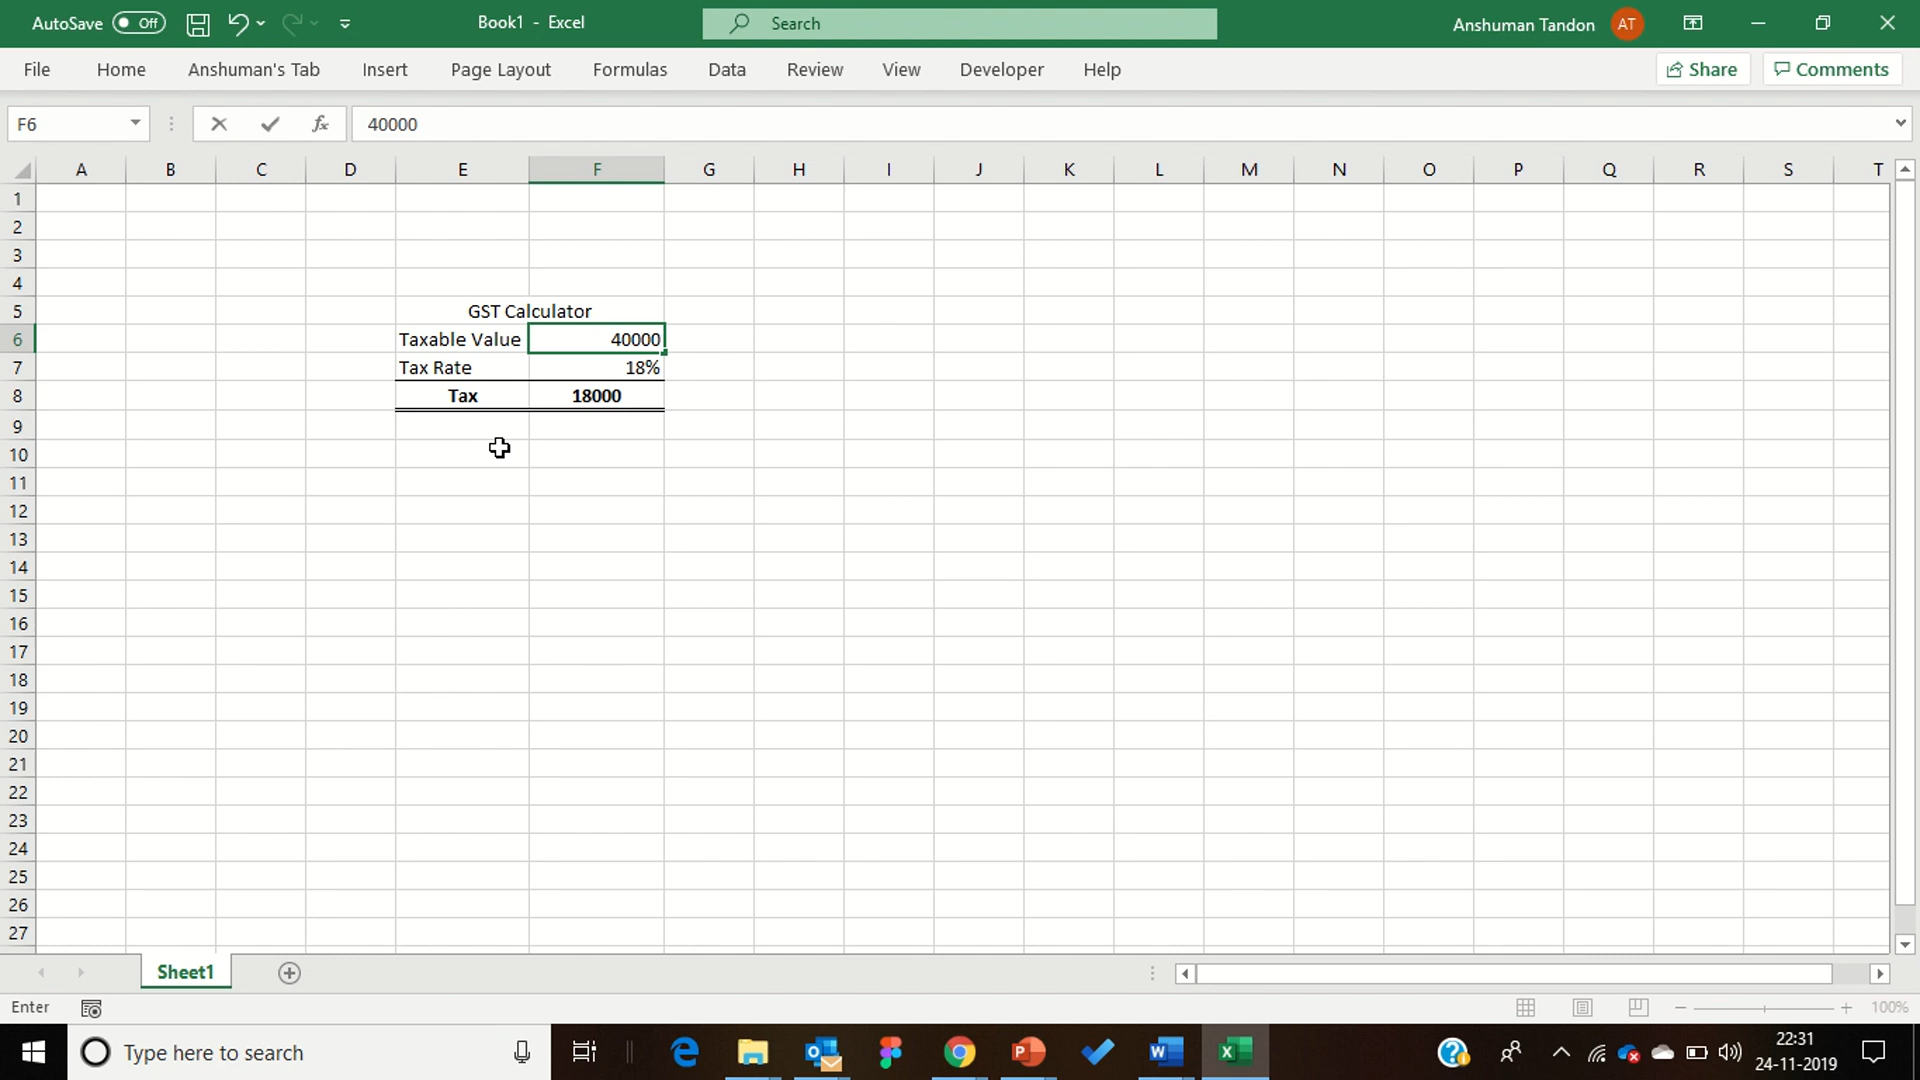 AutoSave Off Book1 - Excel Search Anshuman Tandon AT
File Home Anshuman's Tab Insert Page Layout Formulas Data Review View Developer Help Share Comments
F6 fx 40000
A B C D E F G H I J K L M N O P Q R S T
1
2
3
4
5 GST Calculator
6 Taxable Value 40000
7 Tax Rate 18%
8 Tax 18000
9
10
11
12
13
14
15
16
17
18
19
20
21
22
23
24
25
26
27
Sheet1
Enter 100%
Type here to search 22:31
24-11-2019